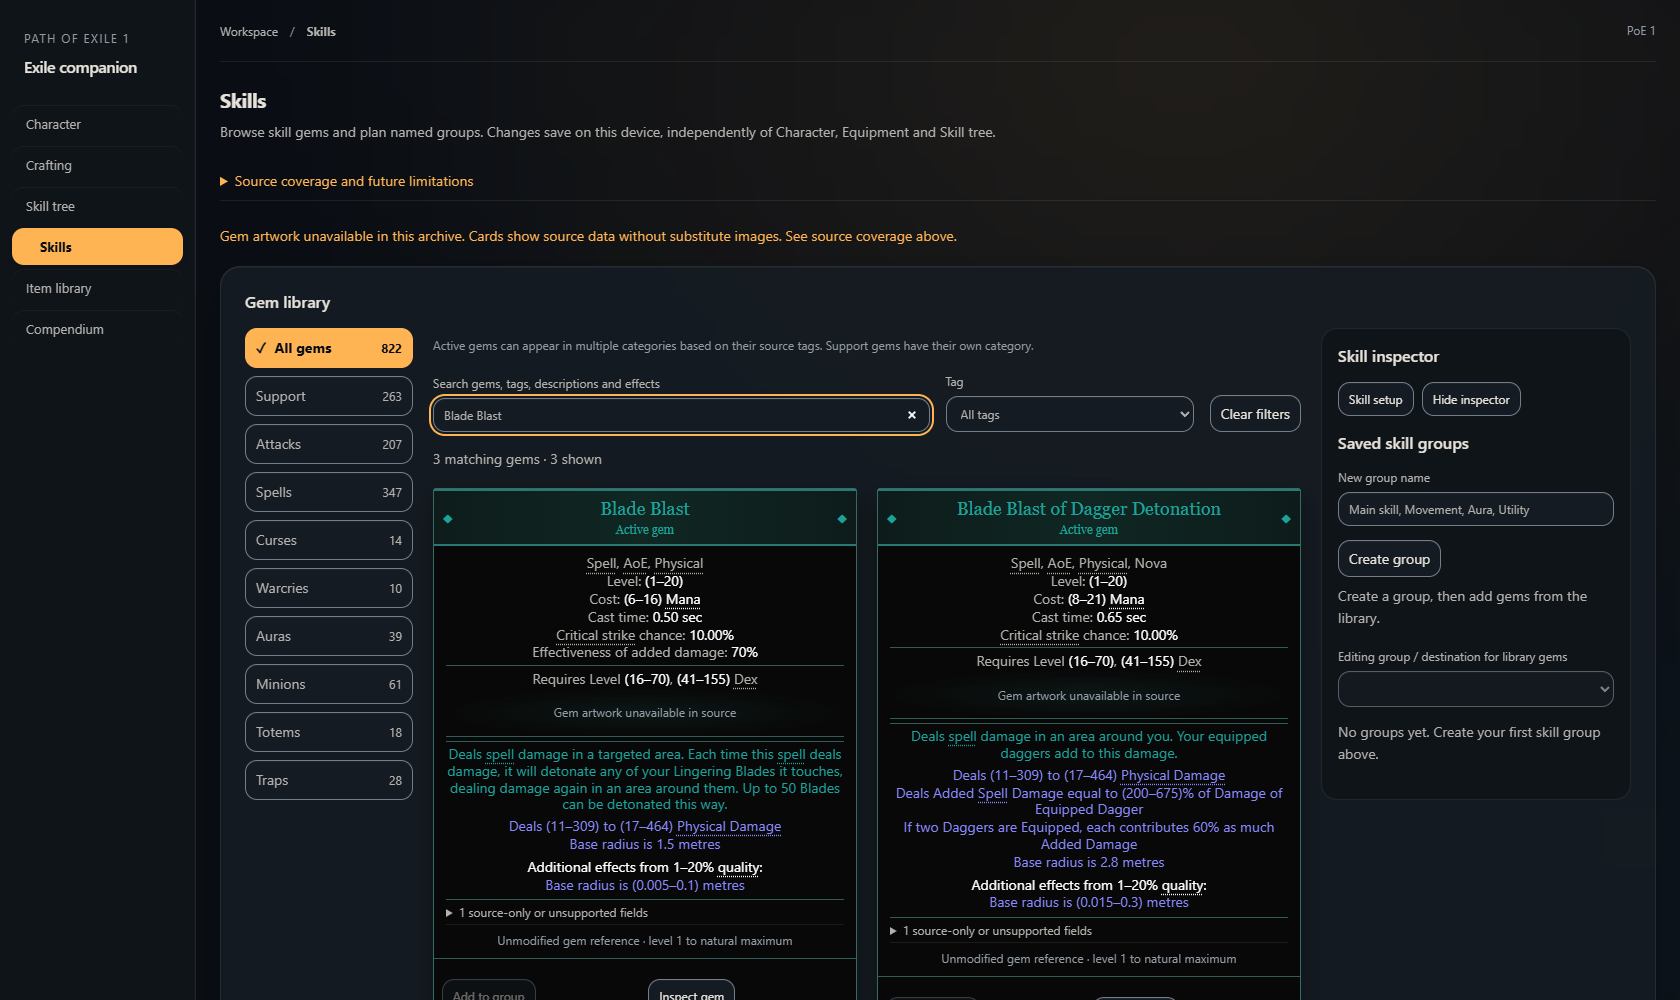 PATH OF EXILE 1
Exile companion
Character
Crafting
Skill tree
Skills
Item library
Compendium
Workspace / Skills
PoE 1
Skills
Browse skill gems and plan named groups. Changes save on this device, independently of Character, Equipment and Skill tree.
▶ Source coverage and future limitations
Gem artwork unavailable in this archive. Cards show source data without substitute images. See source coverage above.
Gem library
✓ All gems 822
Support 263
Attacks 207
Spells 347
Curses 14
Warcries 10
Auras 39
Minions 61
Totems 18
Traps 28
Active gems can appear in multiple categories based on their source tags. Support gems have their own category.
Search gems, tags, descriptions and effects
Blade Blast ×
Tag
All tags
Clear filters
3 matching gems · 3 shown
Blade Blast
Active gem
Spell, AoE, Physical
Level: (1–20)
Cost: (6–16) Mana
Cast time: 0.50 sec
Critical strike chance: 10.00%
Effectiveness of added damage: 70%
Requires Level (16–70), (41–155) Dex
Gem artwork unavailable in source
Deals spell damage in a targeted area. Each time this spell deals
damage, it will detonate any of your Lingering Blades it touches,
dealing damage again in an area around them. Up to 50 Blades
can be detonated this way.
Deals (11–309) to (17–464) Physical Damage
Base radius is 1.5 metres
Additional effects from 1–20% quality:
Base radius is (0.005–0.1) metres
▶ 1 source-only or unsupported fields
Unmodified gem reference · level 1 to natural maximum
Add to group
Inspect gem
Blade Blast of Dagger Detonation
Active gem
Spell, AoE, Physical, Nova
Level: (1–20)
Cost: (8–21) Mana
Cast time: 0.65 sec
Critical strike chance: 10.00%
Requires Level (16–70), (41–155) Dex
Gem artwork unavailable in source
Deals spell damage in an area around you. Your equipped
daggers add to this damage.
Deals (11–309) to (17–464) Physical Damage
Deals Added Spell Damage equal to (200–675)% of Damage of
Equipped Dagger
If two Daggers are Equipped, each contributes 60% as much
Added Damage
Base radius is 2.8 metres
Additional effects from 1–20% quality:
Base radius is (0.015–0.3) metres
▶ 1 source-only or unsupported fields
Unmodified gem reference · level 1 to natural maximum
Skill inspector
Skill setup
Hide inspector
Saved skill groups
New group name
Main skill, Movement, Aura, Utility
Create group
Create a group, then add gems from the
library.
Editing group / destination for library gems
No groups yet. Create your first skill group
above.